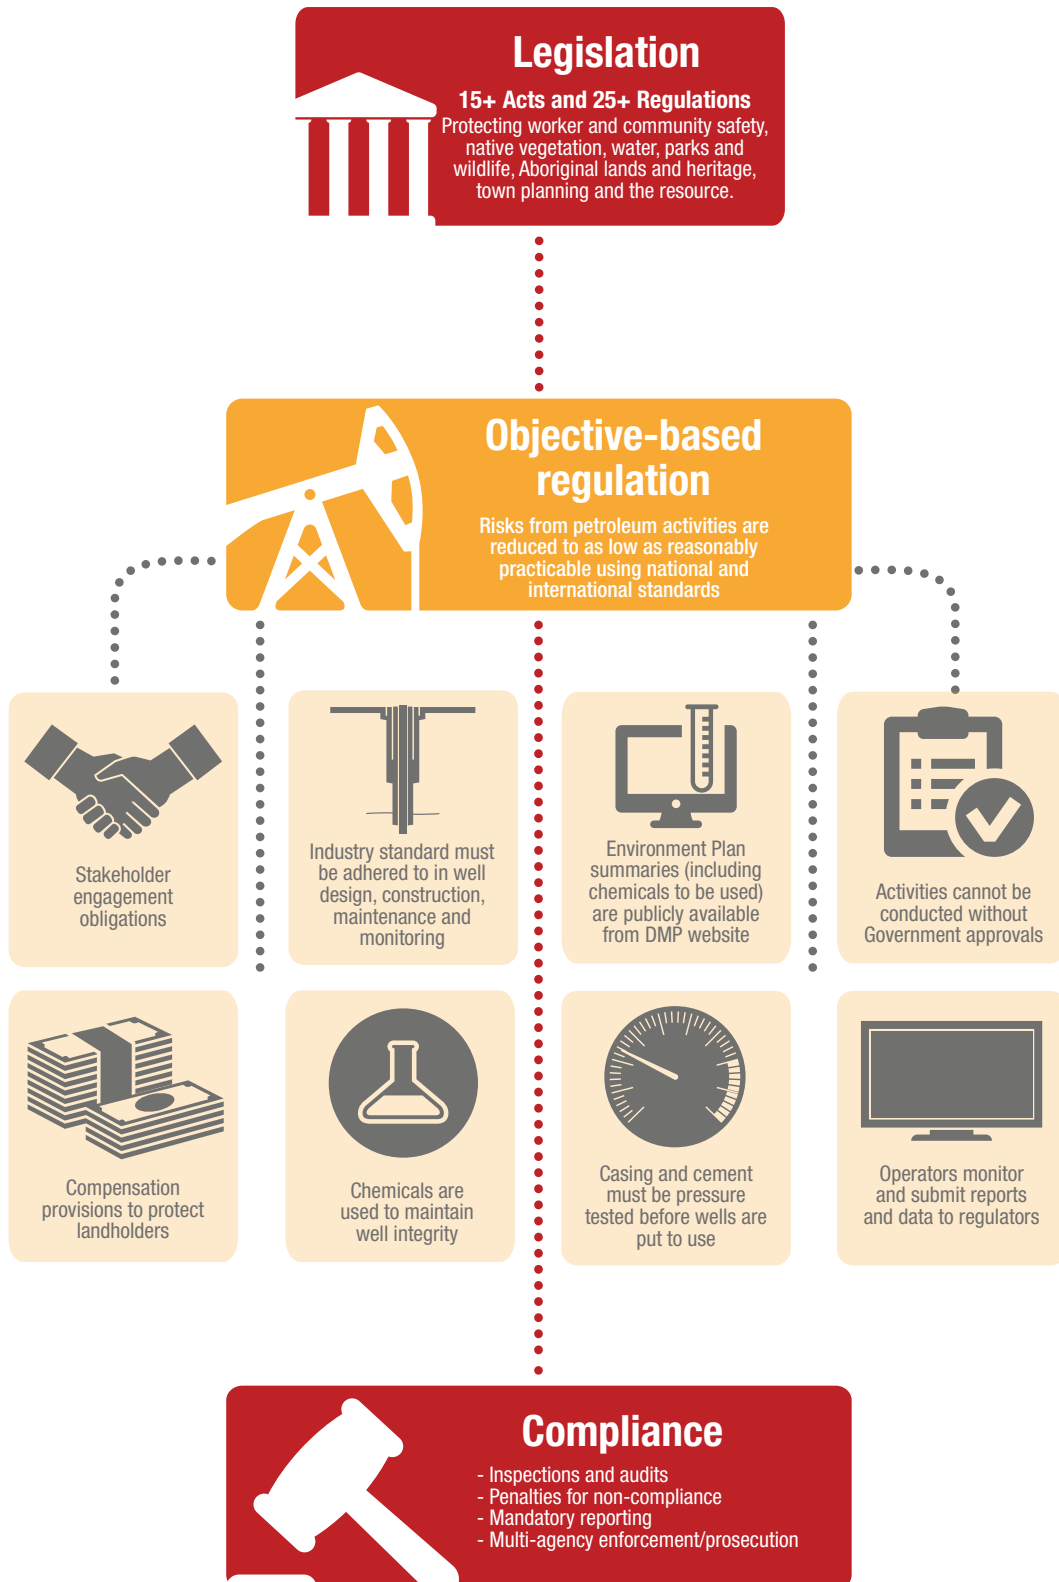 Legislation
15+ Acts and 25+ Regulations
Protecting worker and community safety,
native vegetation, water, parks and
wildlife, Aboriginal lands and heritage,
town planning and the resource.
Objective-based
regulation
Risks from petroleum activities are
reduced to as low as reasonably
practicable using national and
international standards
Stakeholder
engagement
obligations
Industry standard must
be adhered to in well
design, construction,
maintenance and
monitoring
Environment Plan
summaries (including
chemicals to be used)
are publicly available
from DMP website
Activities cannot be
conducted without
Government approvals
Compensation
provisions to protect
landholders
Chemicals are
used to maintain
well integrity
Casing and cement
must be pressure
tested before wells are
put to use
Operators monitor
and submit reports
and data to regulators
Compliance
- Inspections and audits
- Penalties for non-compliance
- Mandatory reporting
- Multi-agency enforcement/prosecution